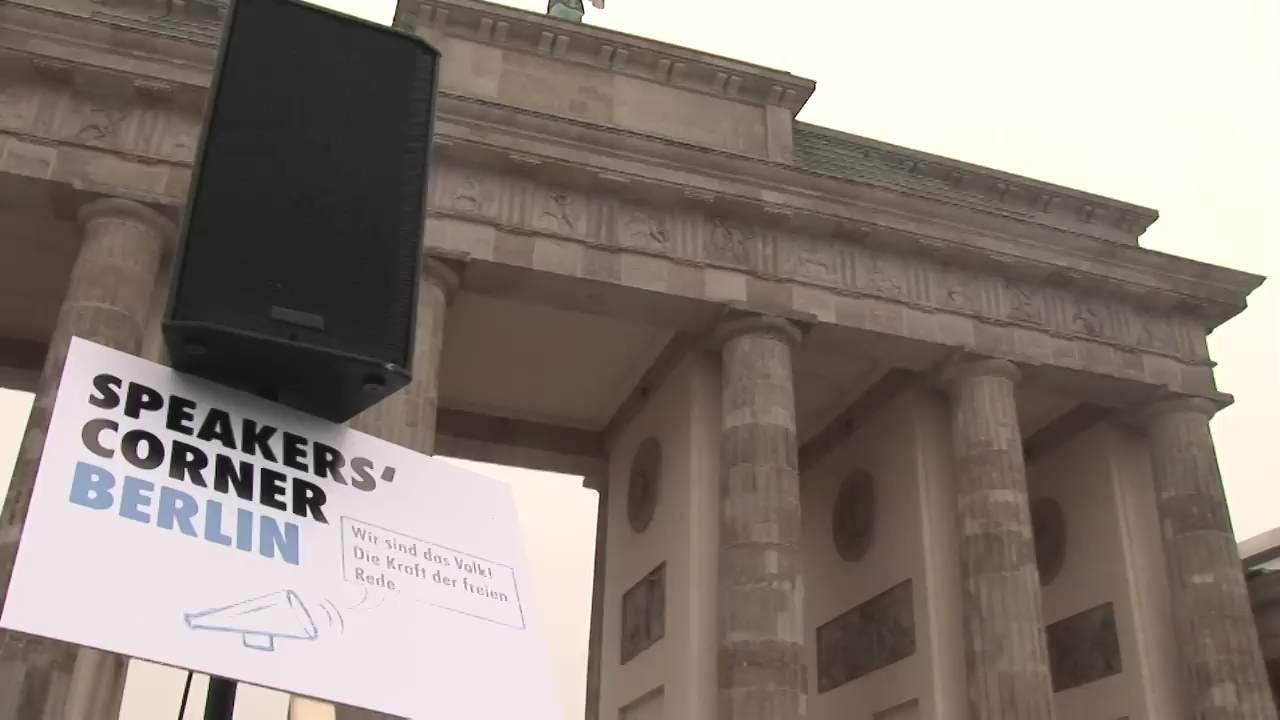 SPEAKERS'
CORNER
BERLIN
Wir sind das Volk!
Die Kraft der freien
Rede.